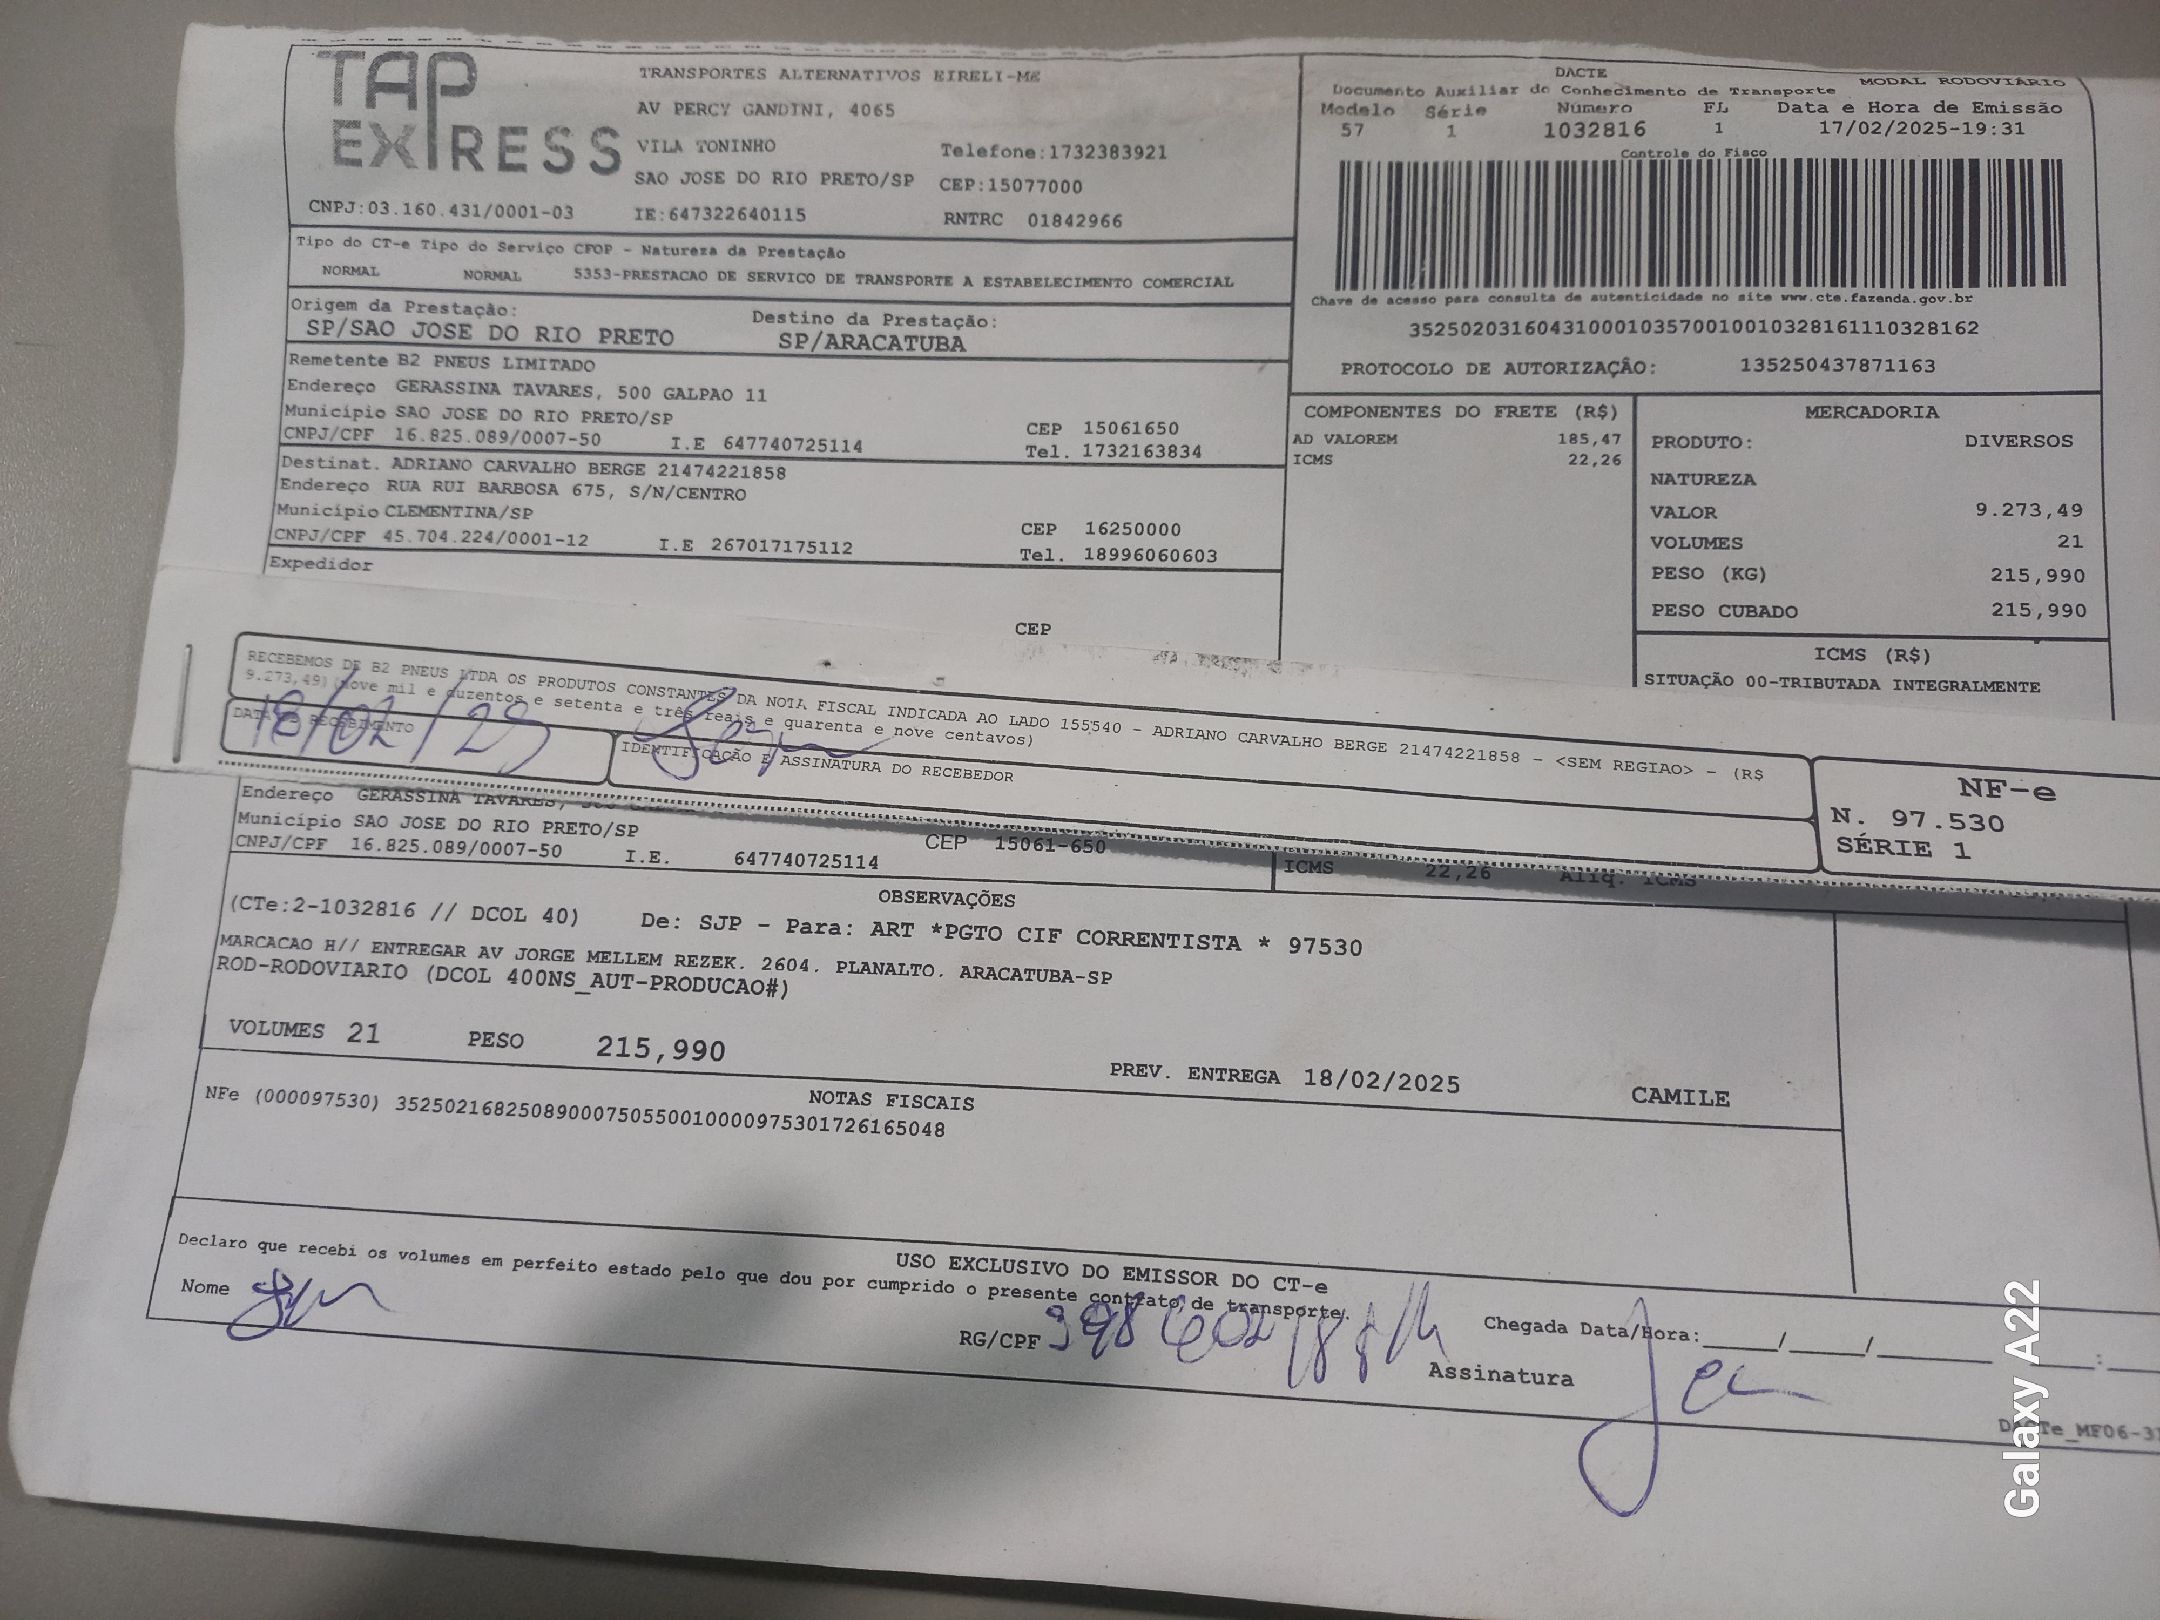 TAP EXPRESS
TRANSPORTES ALTERNATIVOS EIRELI-ME
AV PERCY GANDINI, 4065
VILA TONINHO Telefone:1732383921
SAO JOSE DO RIO PRETO/SP CEP:15077000
CNPJ:03.160.431/0001-03 IE:647322640115 RNTRC 01842966
DACTE MODAL RODOVIÁRIO
Documento Auxiliar do Conhecimento de Transporte
Modelo Série Número FL Data e Hora de Emissão
57 1 1032816 1 17/02/2025-19:31
Controle do Fisco
Chave de acesso para consulta de autenticidade no site www.cte.fazenda.gov.br
35250203160431000103570010010328161110328162
PROTOCOLO DE AUTORIZAÇÂO: 135250437871163
Tipo do CT-e Tipo do Serviço CFOP - Natureza da Prestação
NORMAL NORMAL 5353-PRESTACAO DE SERVICO DE TRANSPORTE A ESTABELECIMENTO COMERCIAL
Origem da Prestação: Destino da Prestação:
SP/SAO JOSE DO RIO PRETO SP/ARACATUBA
Remetente B2 PNEUS LIMITADO
Endereço GERASSINA TAVARES, 500 GALPAO 11
Município SAO JOSE DO RIO PRETO/SP CEP 15061650
CNPJ/CPF 16.825.089/0007-50 I.E 647740725114 Tel. 1732163834
Destinat. ADRIANO CARVALHO BERGE 21474221858
Endereço RUA RUI BARBOSA 675, S/N/CENTRO
Município CLEMENTINA/SP CEP 16250000
CNPJ/CPF 45.704.224/0001-12 I.E 267017175112 Tel. 18996060603
Expedidor
CEP
COMPONENTES DO FRETE (R$)
AD VALOREM 185,47
ICMS 22,26
MERCADORIA
PRODUTO: DIVERSOS
NATUREZA
VALOR 9.273,49
VOLUMES 21
PESO (KG) 215,990
PESO CUBADO 215,990
ICMS (R$)
SITUAÇÃO 00-TRIBUTADA INTEGRALMENTE
RECEBEMOS DE B2 PNEUS LTDA OS PRODUTOS CONSTANTES DA NOTA FISCAL INDICADA AO LADO 155540 - ADRIANO CARVALHO BERGE 21474221858 - <SEM REGIAO> - (R$
9.273,49) (nove mil e duzentos e setenta e três reais e quarenta e nove centavos)
DATA DO RECEBIMENTO 18/02/25
IDENTIFICAÇÃO E ASSINATURA DO RECEBEDOR
NF-e
N. 97.530
SÉRIE 1
Endereço GERASSINA TAVARES,
Município SAO JOSE DO RIO PRETO/SP CEP 15061-650
CNPJ/CPF 16.825.089/0007-50 I.E. 647740725114
ICMS 22,26 Aliq. ICMS
OBSERVAÇÕES
(CTe:2-1032816 // DCOL 40) De: SJP - Para: ART *PGTO CIF CORRENTISTA * 97530
MARCACAO H// ENTREGAR AV JORGE MELLEM REZEK. 2604. PLANALTO. ARACATUBA-SP
ROD-RODOVIARIO (DCOL 400NS_AUT-PRODUCAO#)
VOLUMES 21 PESO 215,990
PREV. ENTREGA 18/02/2025 CAMILE
NOTAS FISCAIS
NFe (000097530) 35250216825089000750550010000975301726165048
USO EXCLUSIVO DO EMISSOR DO CT-e
Declaro que recebi os volumes em perfeito estado pelo que dou por cumprido o presente contrato de transporte.
Nome
RG/CPF
Chegada Data/Hora: / / :
Assinatura
Galaxy A22